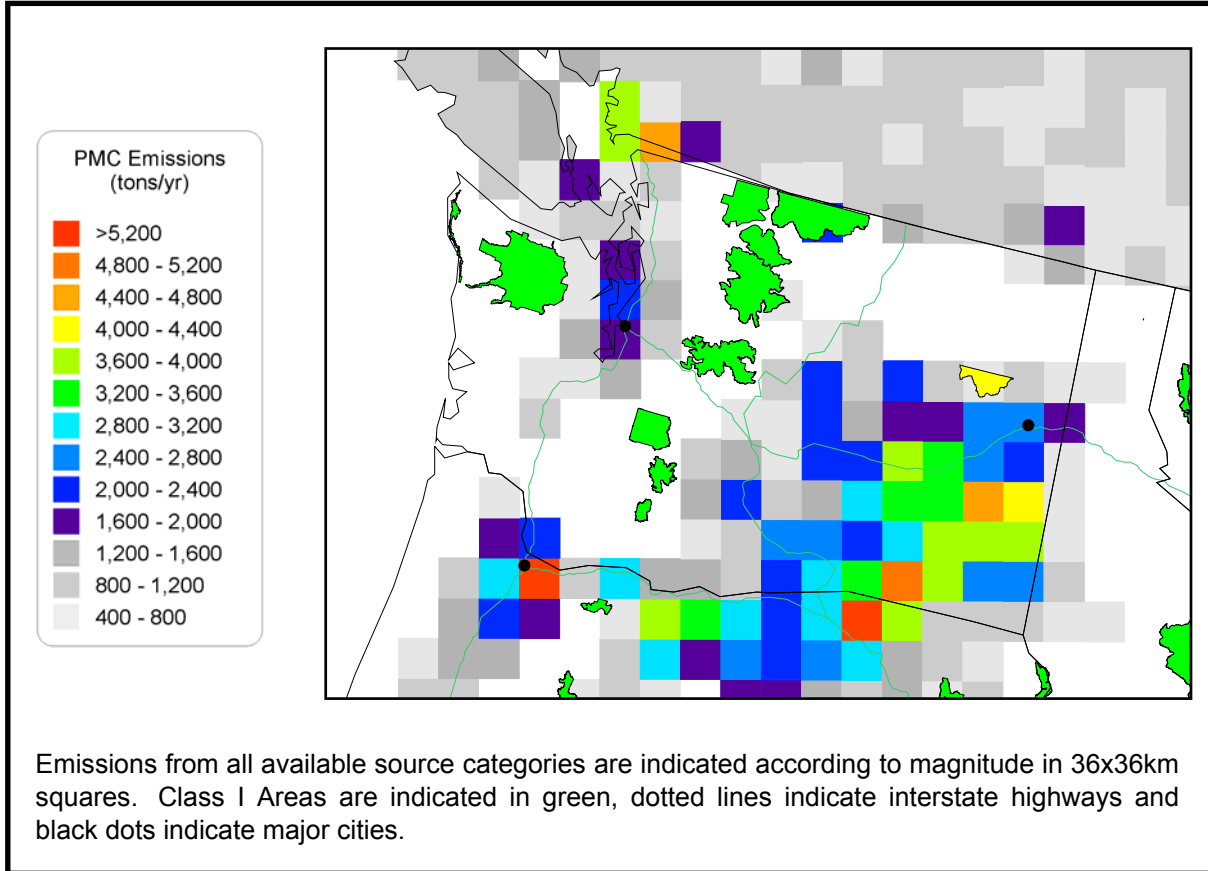 PMC Emissions
(tons/yr)
>5,200
4,800 - 5,200
4,400 - 4,800
4,000 - 4,400
3,600 - 4,000
3,200 - 3,600
2,800 - 3,200
2,400 - 2,800
2,000 - 2,400
1,600 - 2,000
1,200 - 1,600
800 - 1,200
400 - 800
Emissions from all available source categories are indicated according to magnitude in 36x36km
squares. Class I Areas are indicated in green, dotted lines indicate interstate highways and
black dots indicate major cities.